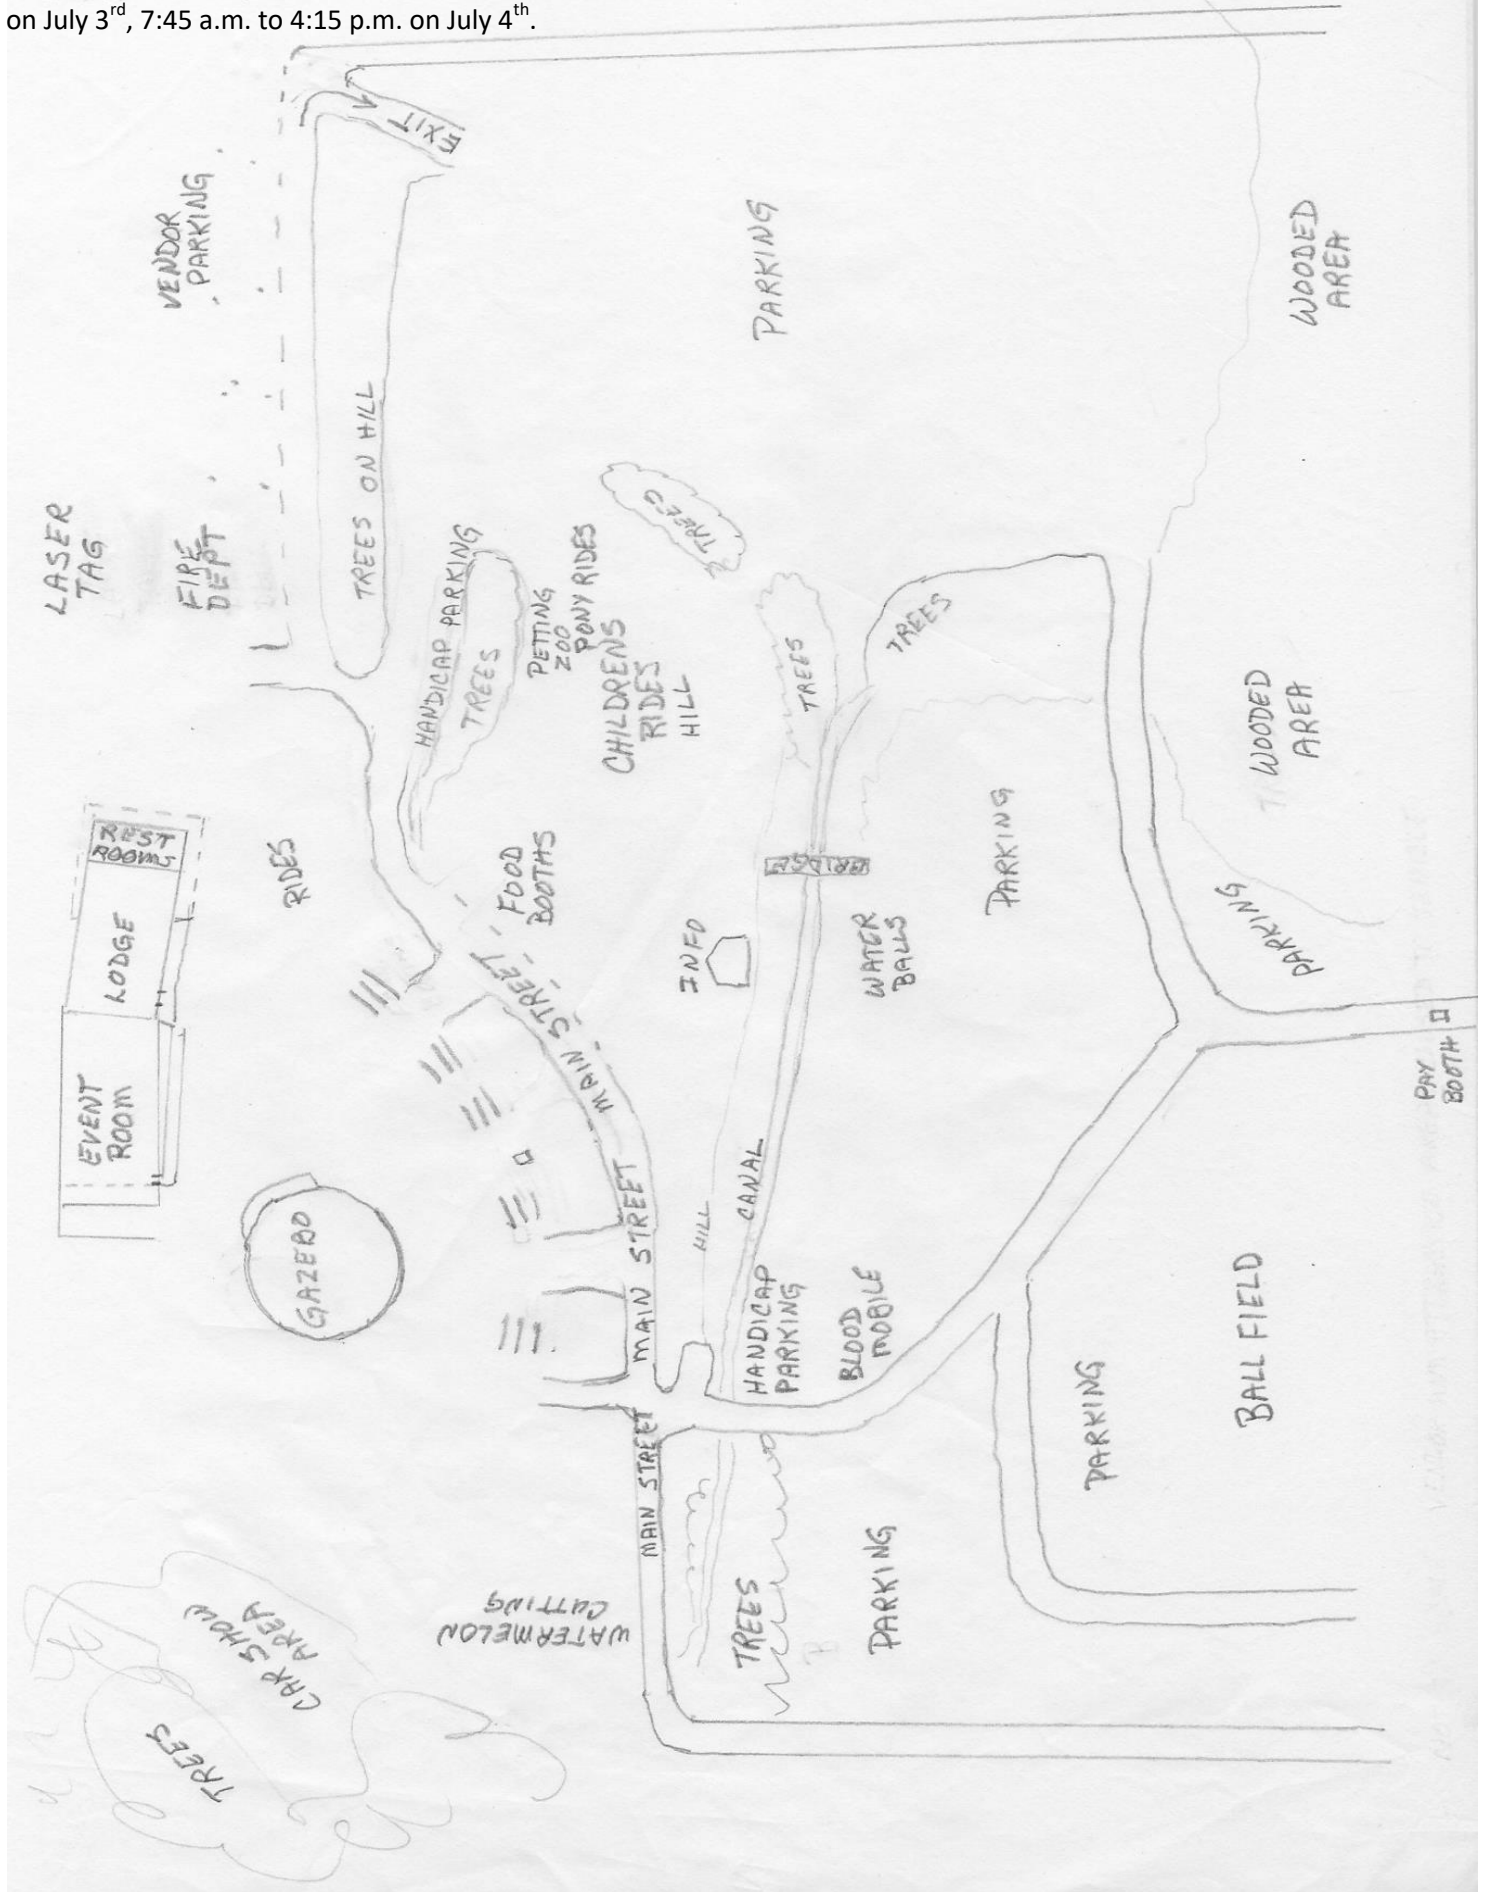 on July 3rd, 7:45 a.m. to 4:15 p.m. on July 4th.
EXIT
VENDOR
PARKING
PARKING
WOODED
AREA
TREES ON HILL
LASER
TAG
FIRE
DEPT
HANDICAP PARKING
TREES
PETTING
ZOO
PONY RIDES
CHILDRENS
RIDES
HILL
TREES
TREES
TREES
WOODED
AREA
REST
ROOMS
LODGE
EVENT
ROOM
RIDES
FOOD
BOOTHS
BRIDGE
PARKING
PARKING
INFO
WATER
BALLS
MAIN STREET
MAIN STREET
MAIN STREET
MAIN STREET
PAY
BOOTH
GAZEBO
HILL
CANAL
HANDICAP
PARKING
BLOOD
MOBILE
PARKING
BALL FIELD
WATERMELON
CUTTING
TREES
PARKING
CAR SHOW
AREA
TREES